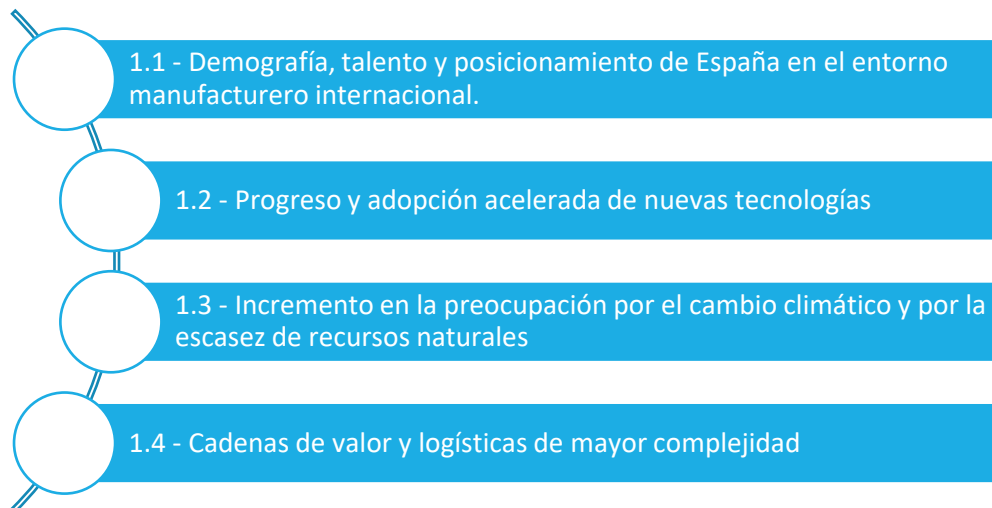 1.1 - Demografía, talento y posicionamiento de España en el entorno
manufacturero internacional.
1.2 - Progreso y adopción acelerada de nuevas tecnologías
1.3 - Incremento en la preocupación por el cambio climático y por la
escasez de recursos naturales
1.4 - Cadenas de valor y logísticas de mayor complejidad